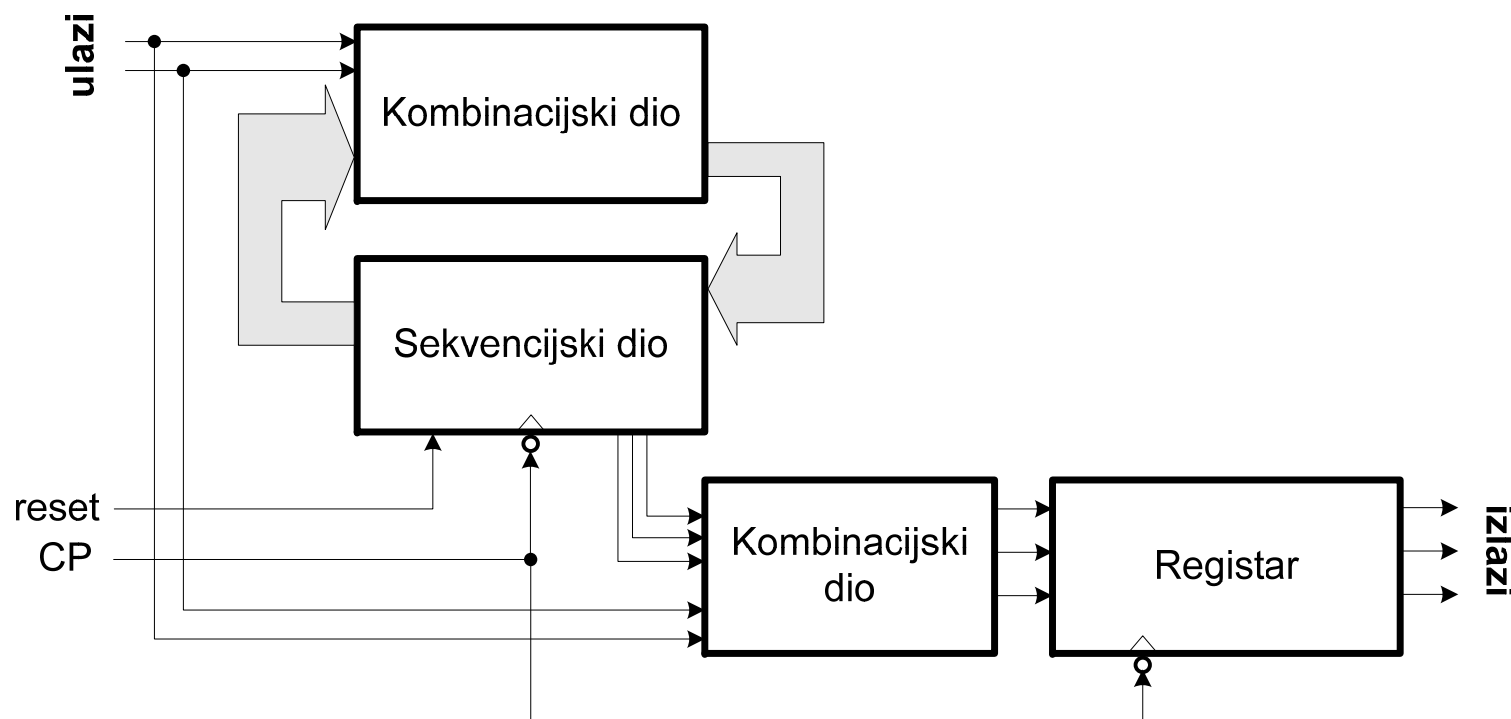 ulazi
Kombinacijski dio
Sekvencijski dio
reset
CP
Kombinacijski
dio
Registar
izlazi